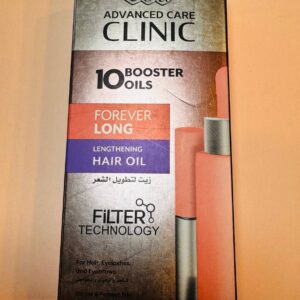 ADVANCED CARE
CLINIC
10 BOOSTER
OILS
زيوت
FOREVER
LONG
LENGTHENING
HAIR OIL
زيت لتطويل الشعر
FiLTER
TECHNOLOGY
For Hair, Eyelashes,
and Eyebrows